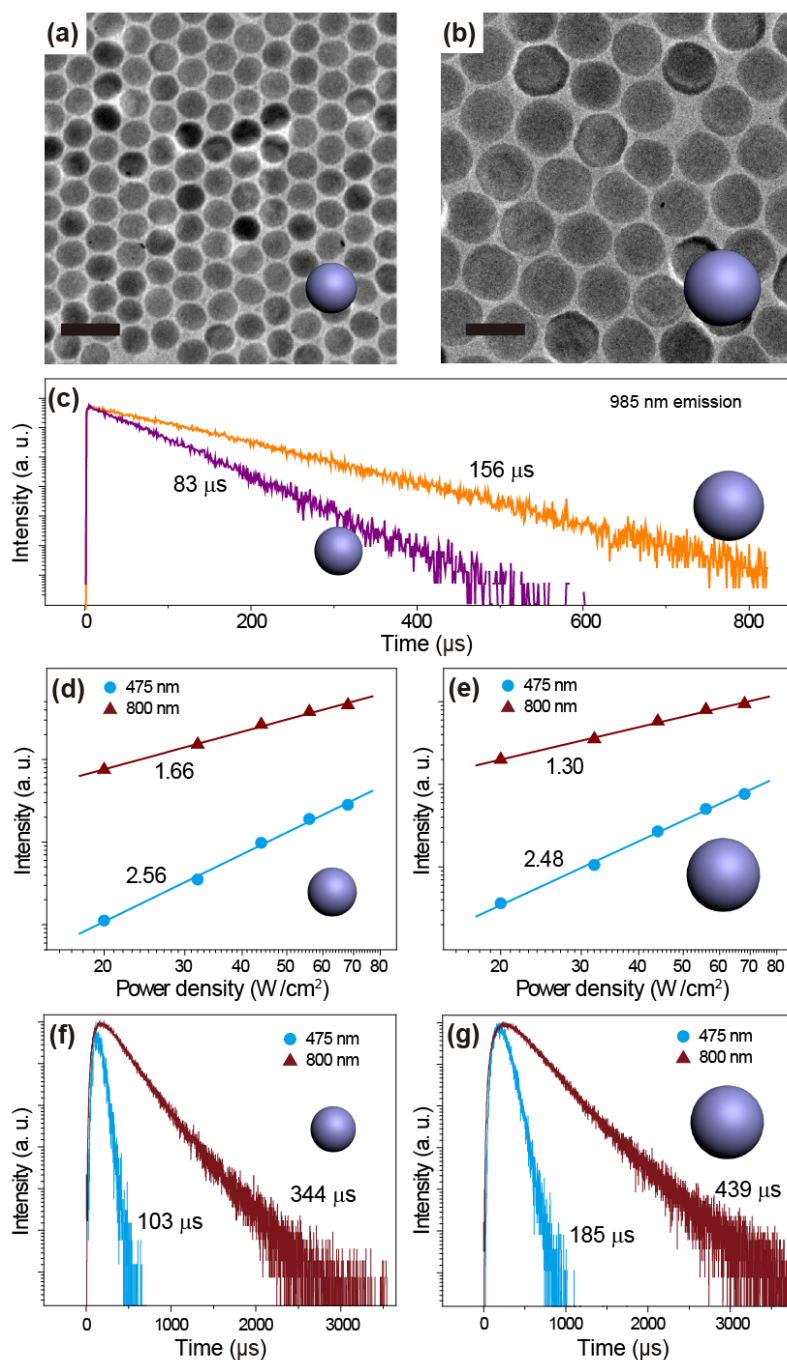 (a)
(b)
(c)
985 nm emission
156 μs
83 μs
Intensity (a. u.)
0 200 400 600 800
Time (μs)
(d)
475 nm
800 nm
1.66
2.56
Intensity (a. u.)
20 30 40 50 60 70 80
Power density (W/cm²)
(e)
475 nm
800 nm
1.30
2.48
Intensity (a. u.)
20 30 40 50 60 70 80
Power density (W/cm²)
(f)
475 nm
800 nm
344 μs
103 μs
Intensity (a. u.)
0 1000 2000 3000
Time (μs)
(g)
475 nm
800 nm
439 μs
185 μs
Intensity (a. u.)
0 1000 2000 3000
Time (μs)